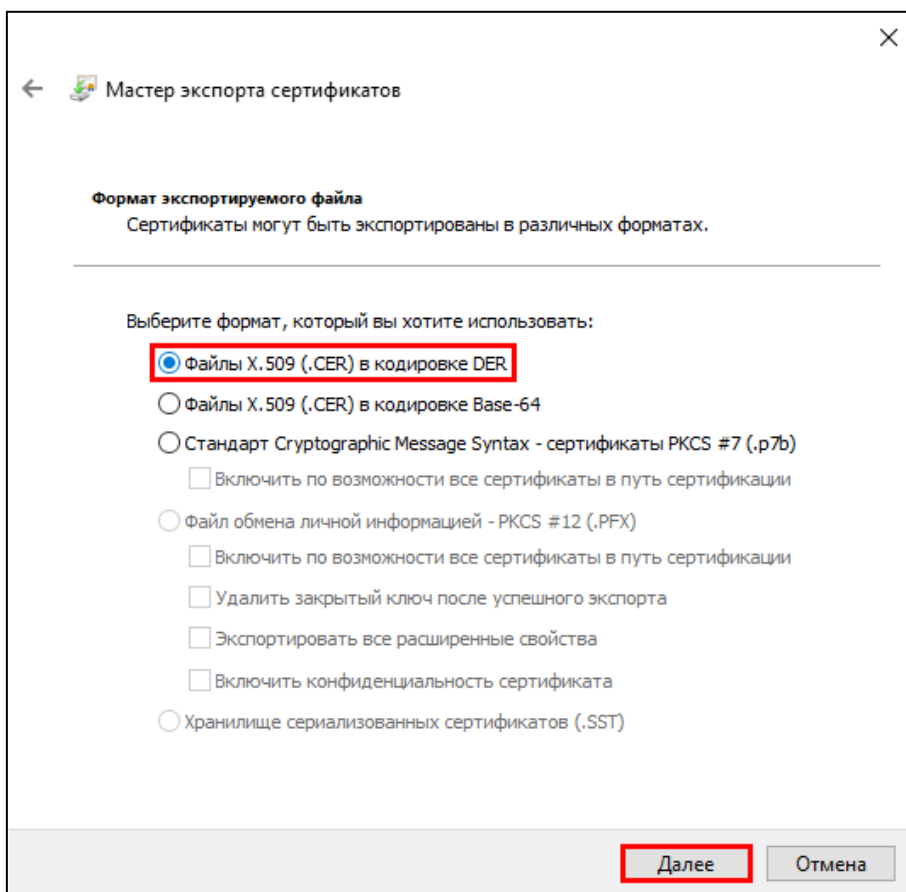 Мастер экспорта сертификатов
Формат экспортируемого файла
Сертификаты могут быть экспортированы в различных форматах.
Выберите формат, который вы хотите использовать:
Файлы X.509 (.CER) в кодировке DER
Файлы X.509 (.CER) в кодировке Base-64
Стандарт Cryptographic Message Syntax - сертификаты PKCS #7 (.p7b)
Включить по возможности все сертификаты в путь сертификации
Файл обмена личной информацией - PKCS #12 (.PFX)
Включить по возможности все сертификаты в путь сертификации
Удалить закрытый ключ после успешного экспорта
Экспортировать все расширенные свойства
Включить конфиденциальность сертификата
Хранилище сериализованных сертификатов (.SST)
Далее Отмена